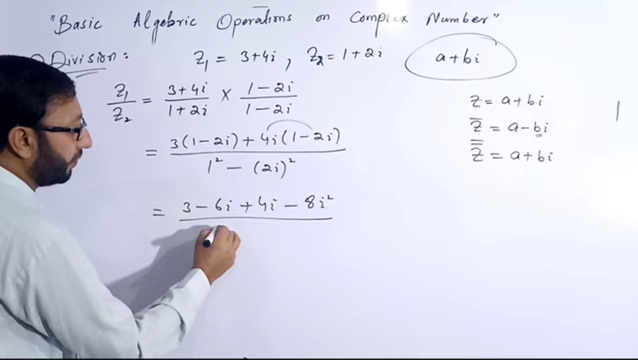 "Basic Algebric Operations on Complex Number"
Division: Z₁ = 3+4i , Z₂ = 1+2i a+bi
Z₁/Z₂ = (3+4i)/(1+2i) × (1-2i)/(1-2i)
= (3(1-2i) + 4i(1-2i))/(1² - (2i)²)
= 3-6i+4i-8i²
z = a+bi
z̅ = a-bi
z̿ = a+bi